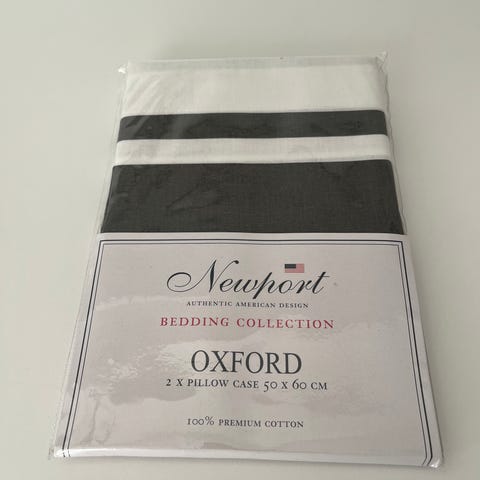 Newport
AUTHENTIC AMERICAN DESIGN
BEDDING COLLECTION
OXFORD
2 X PILLOW CASE 50 X 60 CM
100% PREMIUM COTTON